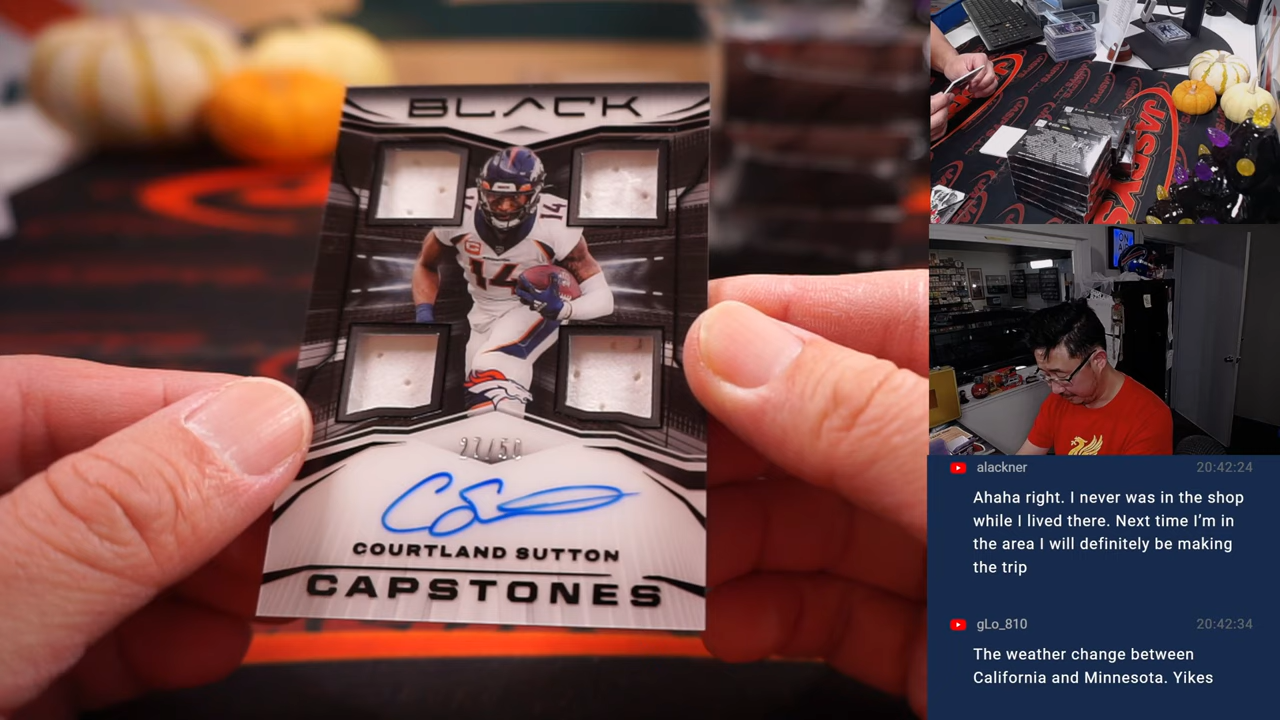 BLACK
14
14
27/50
COURTLAND SUTTON
CAPSTONES
JASPY'S
alackner
20:42:24
Ahaha right. I never was in the shop
while I lived there. Next time I'm in
the area I will definitely be making
the trip
gLo_810
20:42:34
The weather change between
California and Minnesota. Yikes